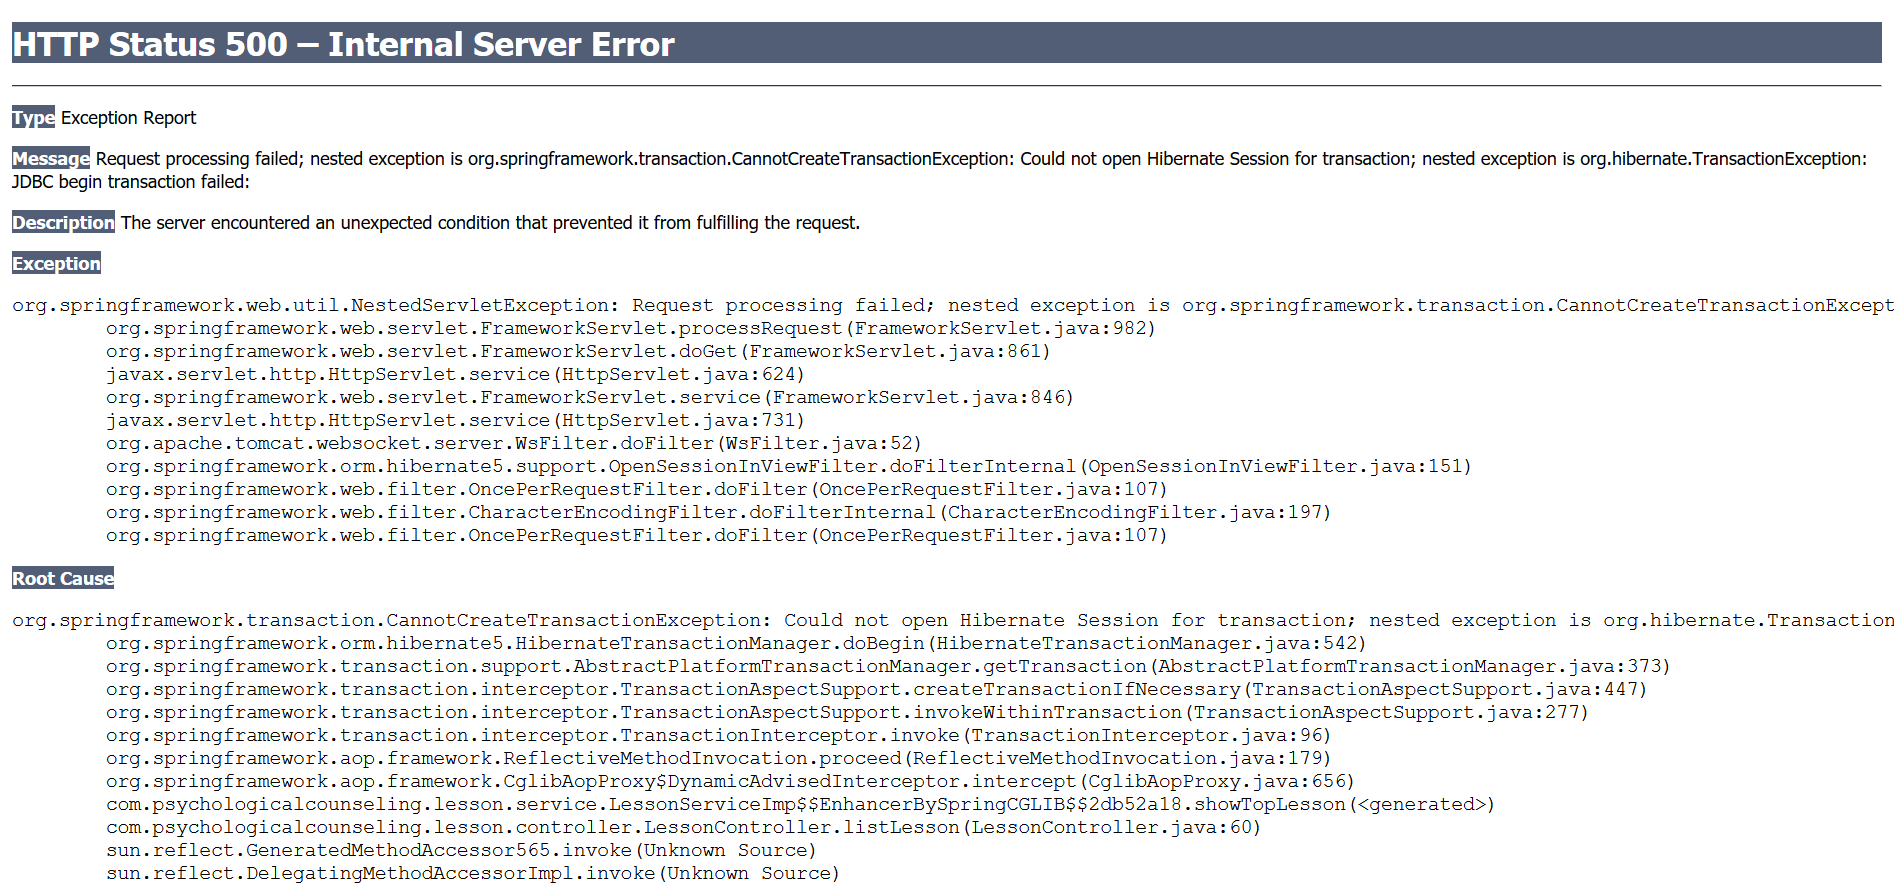 HTTP Status 500 – Internal Server Error
Type Exception Report
Message Request processing failed; nested exception is org.springframework.transaction.CannotCreateTransactionException: Could not open Hibernate Session for transaction; nested exception is org.hibernate.TransactionException:
JDBC begin transaction failed:
Description The server encountered an unexpected condition that prevented it from fulfilling the request.
Exception
org.springframework.web.util.NestedServletException: Request processing failed; nested exception is org.springframework.transaction.CannotCreateTransactionExcept
org.springframework.web.servlet.FrameworkServlet.processRequest(FrameworkServlet.java:982)
org.springframework.web.servlet.FrameworkServlet.doGet(FrameworkServlet.java:861)
javax.servlet.http.HttpServlet.service(HttpServlet.java:624)
org.springframework.web.servlet.FrameworkServlet.service(FrameworkServlet.java:846)
javax.servlet.http.HttpServlet.service(HttpServlet.java:731)
org.apache.tomcat.websocket.server.WsFilter.doFilter(WsFilter.java:52)
org.springframework.orm.hibernate5.support.OpenSessionInViewFilter.doFilterInternal(OpenSessionInViewFilter.java:151)
org.springframework.web.filter.OncePerRequestFilter.doFilter(OncePerRequestFilter.java:107)
org.springframework.web.filter.CharacterEncodingFilter.doFilterInternal(CharacterEncodingFilter.java:197)
org.springframework.web.filter.OncePerRequestFilter.doFilter(OncePerRequestFilter.java:107)
Root Cause
org.springframework.transaction.CannotCreateTransactionException: Could not open Hibernate Session for transaction; nested exception is org.hibernate.Transaction
org.springframework.orm.hibernate5.HibernateTransactionManager.doBegin(HibernateTransactionManager.java:542)
org.springframework.transaction.support.AbstractPlatformTransactionManager.getTransaction(AbstractPlatformTransactionManager.java:373)
org.springframework.transaction.interceptor.TransactionAspectSupport.createTransactionIfNecessary(TransactionAspectSupport.java:447)
org.springframework.transaction.interceptor.TransactionAspectSupport.invokeWithinTransaction(TransactionAspectSupport.java:277)
org.springframework.transaction.interceptor.TransactionInterceptor.invoke(TransactionInterceptor.java:96)
org.springframework.aop.framework.ReflectiveMethodInvocation.proceed(ReflectiveMethodInvocation.java:179)
org.springframework.aop.framework.CglibAopProxy$DynamicAdvisedInterceptor.intercept(CglibAopProxy.java:656)
com.psychologicalcounseling.lesson.service.LessonServiceImp$$EnhancerBySpringCGLIB$$2db52a18.showTopLesson(<generated>)
com.psychologicalcounseling.lesson.controller.LessonController.listLesson(LessonController.java:60)
sun.reflect.GeneratedMethodAccessor565.invoke(Unknown Source)
sun.reflect.DelegatingMethodAccessorImpl.invoke(Unknown Source)